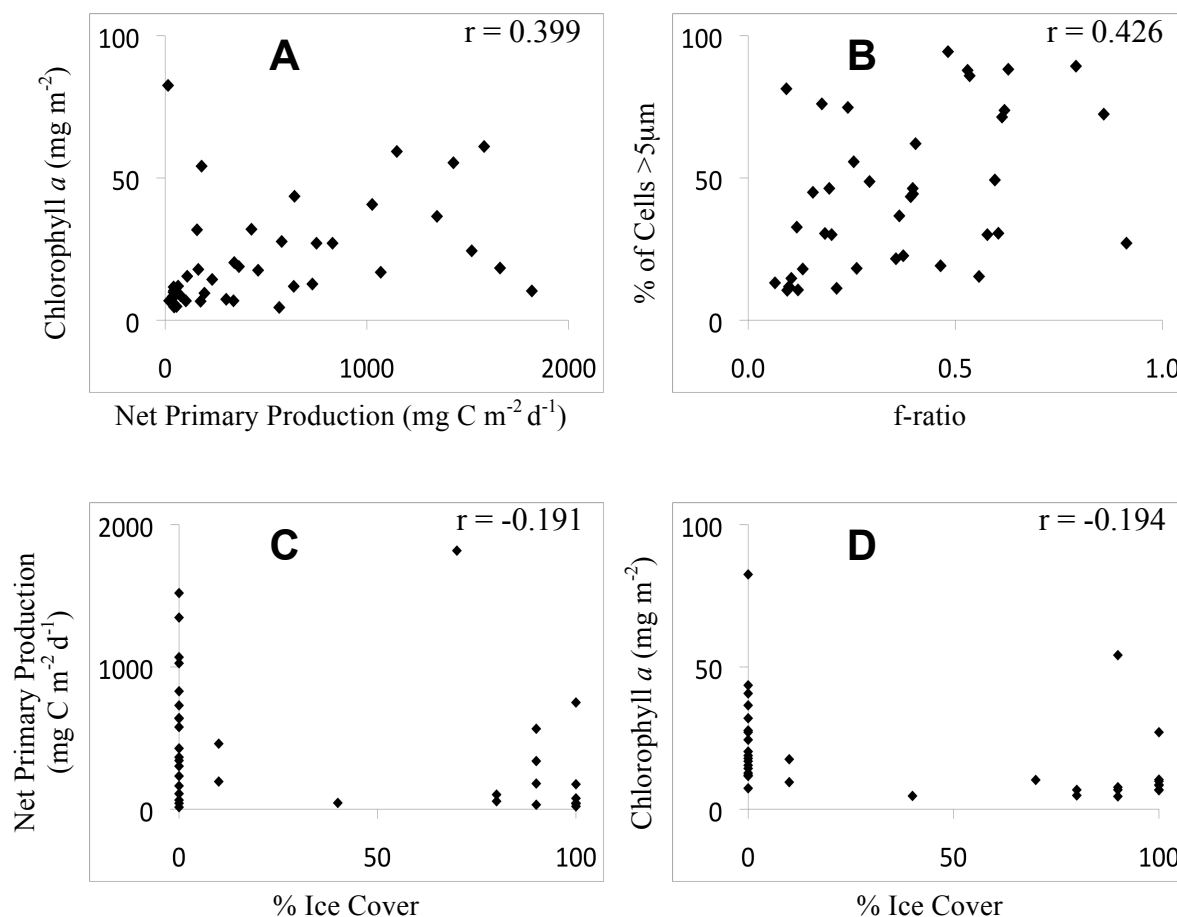 r = 0.399
A
100
50
0
Chlorophyll a (mg m⁻²)
0 1000 2000
Net Primary Production (mg C m⁻² d⁻¹)
r = 0.426
B
100
50
0
% of Cells >5µm
0.0 0.5 1.0
f-ratio
r = -0.191
C
2000
1000
0
Net Primary Production
(mg C m⁻² d⁻¹)
0 50 100
% Ice Cover
r = -0.194
D
100
50
0
Chlorophyll a (mg m⁻²)
0 50 100
% Ice Cover